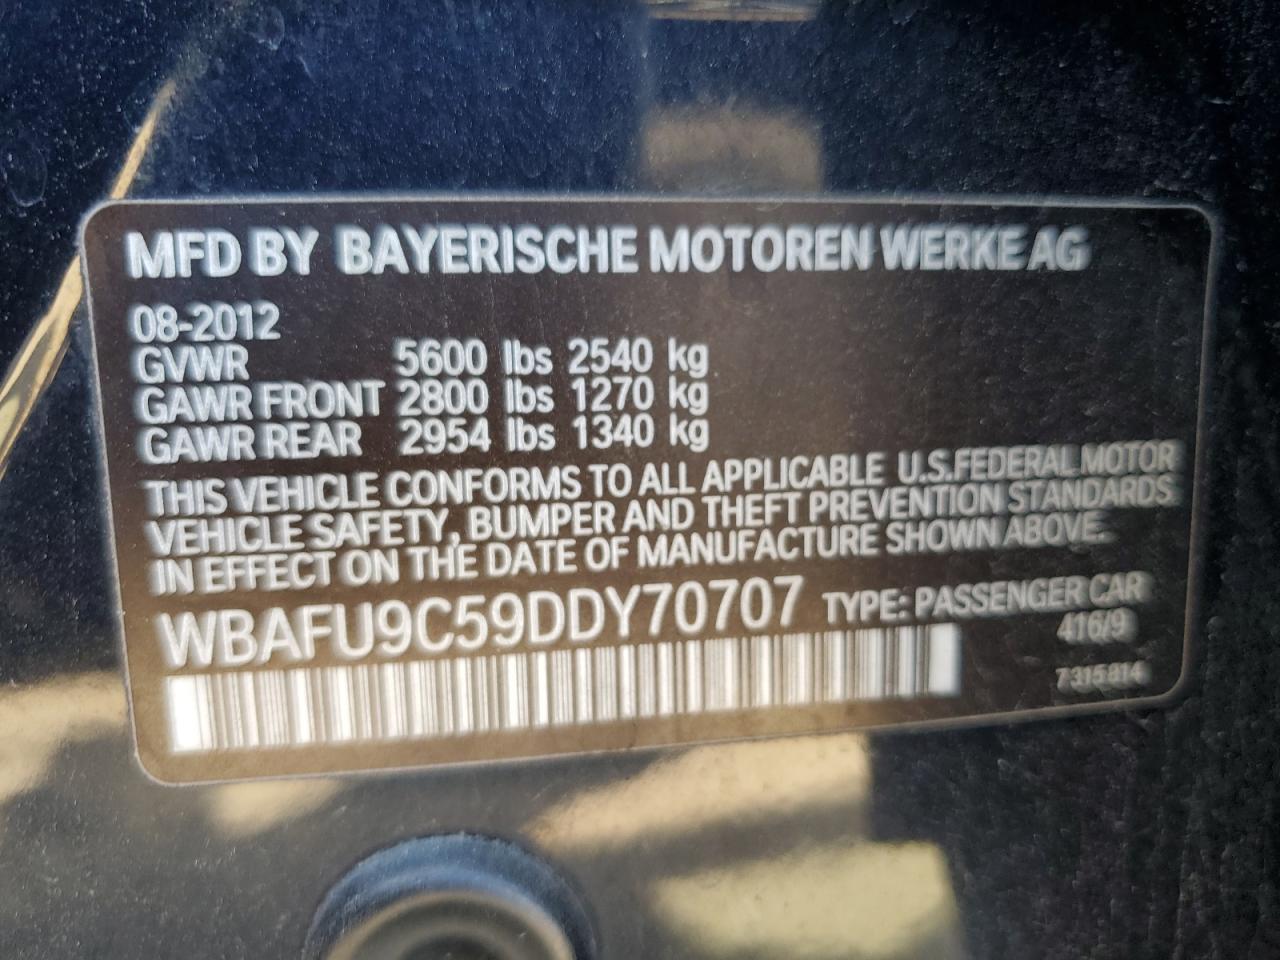 MFD BY BAYERISCHE MOTOREN WERKE AG
08-2012
GVWR 5600 lbs 2540 kg
GAWR FRONT 2800 lbs 1270 kg
GAWR REAR 2954 lbs 1340 kg
THIS VEHICLE CONFORMS TO ALL APPLICABLE U.S.FEDERAL MOTOR
VEHICLE SAFETY, BUMPER AND THEFT PREVENTION STANDARDS
IN EFFECT ON THE DATE OF MANUFACTURE SHOWN ABOVE.
WBAFU9C59DDY70707 TYPE: PASSENGER CAR
416/9
7315814